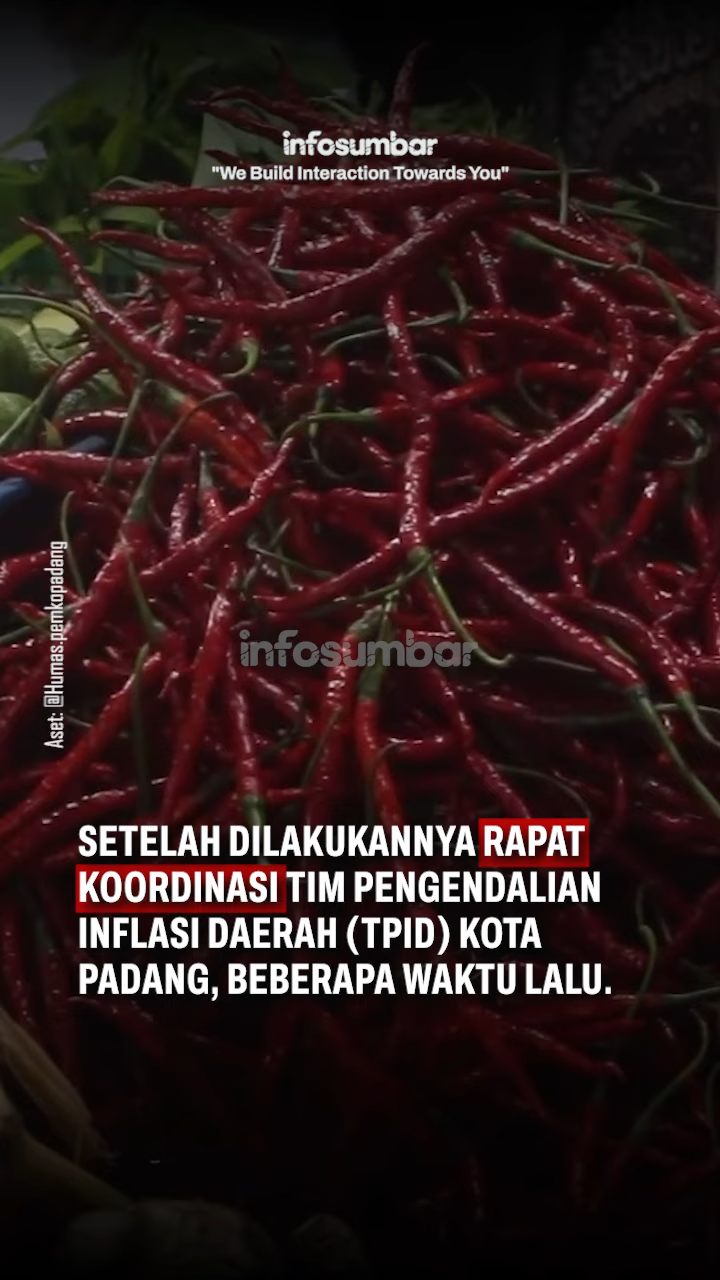 infosumbar
"We Build Interaction Towards You"
Aset: @Humas.pemkopadang
infosumbar
SETELAH DILAKUKANNYA RAPAT
KOORDINASI TIM PENGENDALIAN
INFLASI DAERAH (TPID) KOTA
PADANG, BEBERAPA WAKTU LALU.